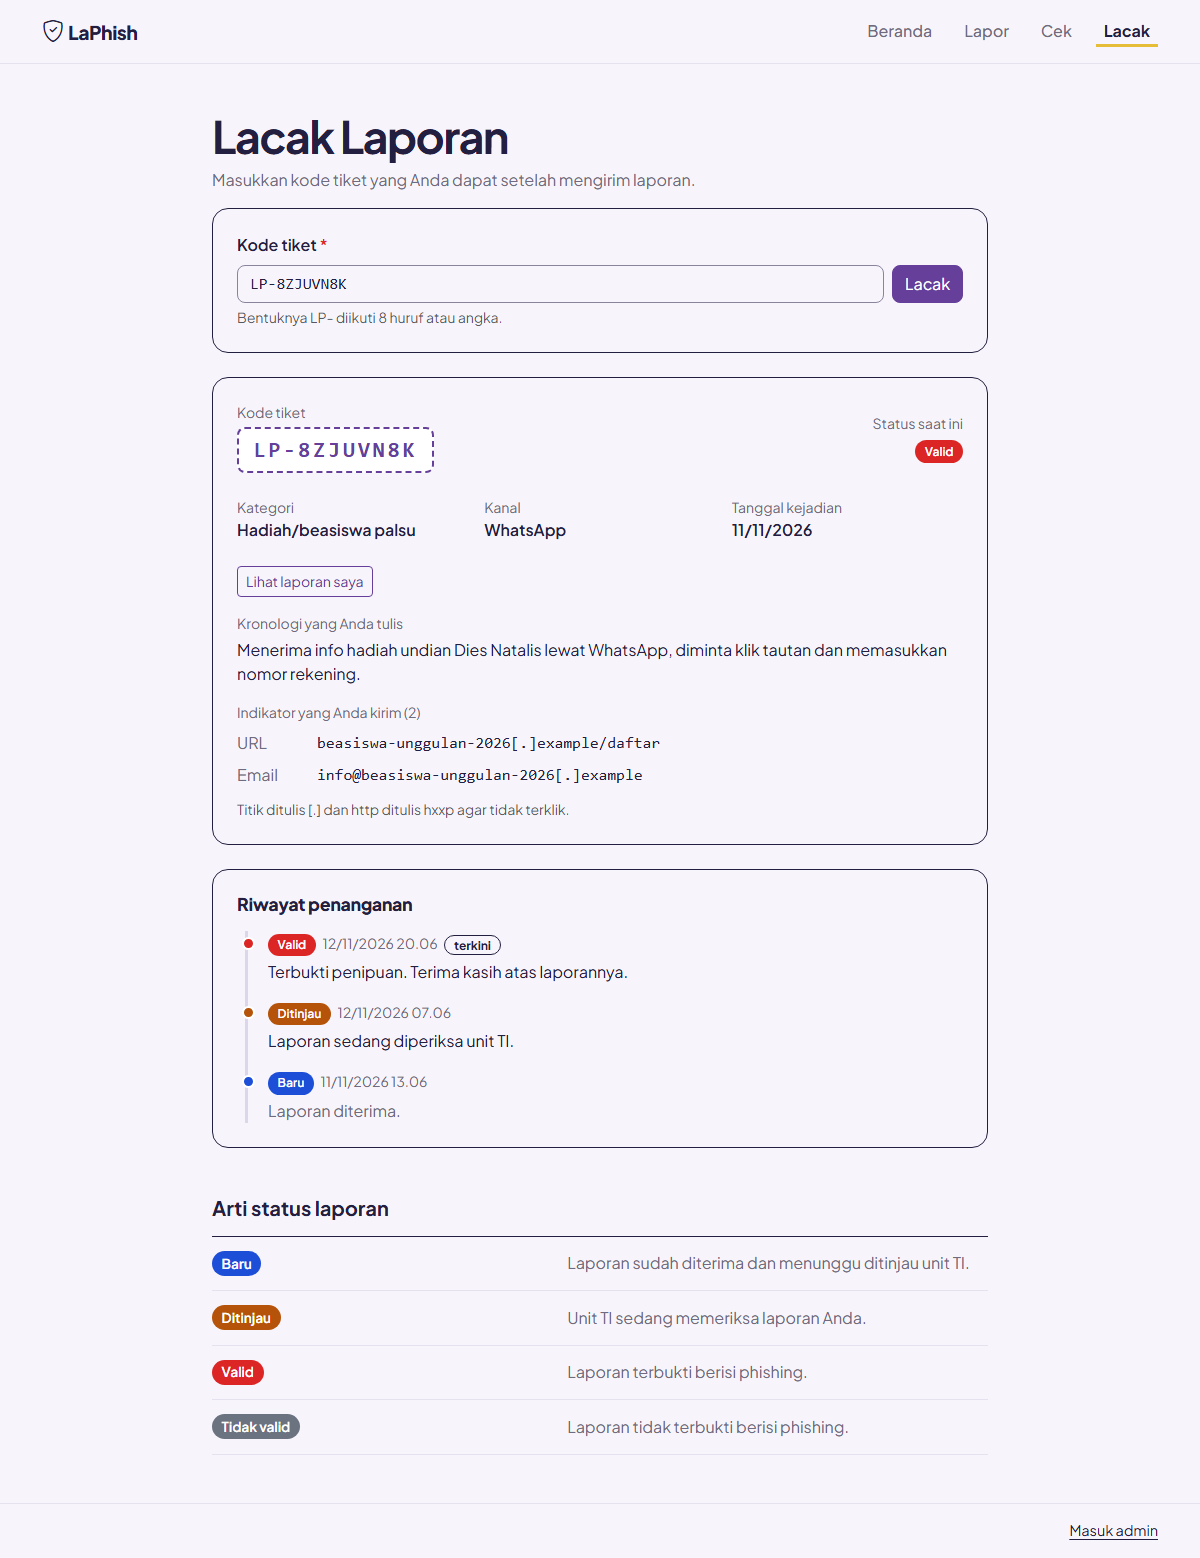 LaPhish
Beranda Lapor Cek Lacak
Lacak Laporan
Masukkan kode tiket yang Anda dapat setelah mengirim laporan.
Kode tiket *
LP-8ZJUVN8K
Lacak
Bentuknya LP- diikuti 8 huruf atau angka.
Kode tiket
LP-8ZJUVN8K
Status saat ini
Valid
Kategori
Hadiah/beasiswa palsu
Kanal
WhatsApp
Tanggal kejadian
11/11/2026
Lihat laporan saya
Kronologi yang Anda tulis
Menerima info hadiah undian Dies Natalis lewat WhatsApp, diminta klik tautan dan memasukkan
nomor rekening.
Indikator yang Anda kirim (2)
URL beasiswa-unggulan-2026[.]example/daftar
Email info@beasiswa-unggulan-2026[.]example
Titik ditulis [.] dan http ditulis hxxp agar tidak terklik.
Riwayat penanganan
Valid 12/11/2026 20.06 terkini
Terbukti penipuan. Terima kasih atas laporannya.
Ditinjau 12/11/2026 07.06
Laporan sedang diperiksa unit TI.
Baru 11/11/2026 13.06
Laporan diterima.
Arti status laporan
Baru Laporan sudah diterima dan menunggu ditinjau unit TI.
Ditinjau Unit TI sedang memeriksa laporan Anda.
Valid Laporan terbukti berisi phishing.
Tidak valid Laporan tidak terbukti berisi phishing.
Masuk admin